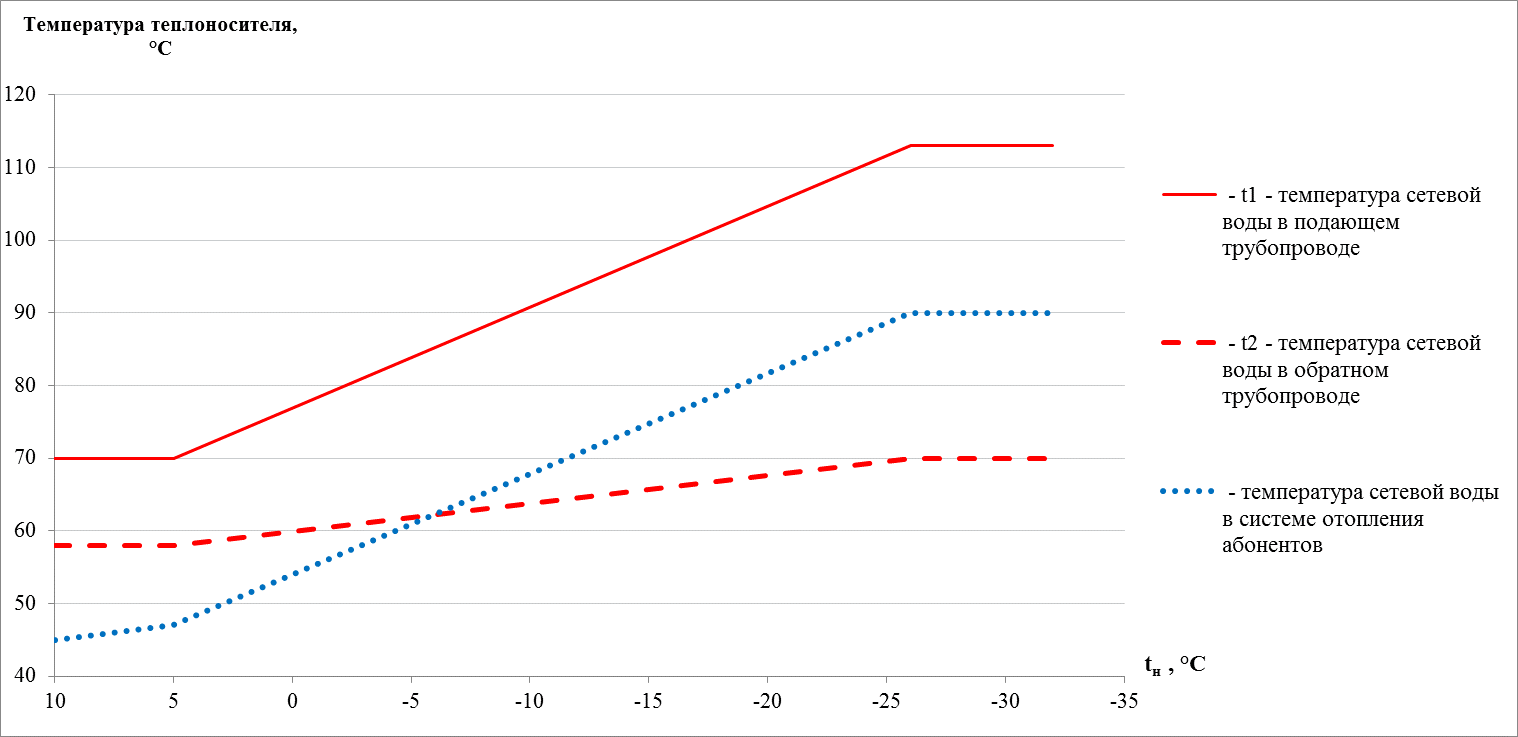 Температура теплоносителя,
°С
120
110
100
90
80
70
60
50
40
10 5 0 -5 -10 -15 -20 -25 -30 -35
tн , °С
- t1 - температура сетевой
воды в подающем
трубопроводе
- t2 - температура сетевой
воды в обратном
трубопроводе
- температура сетевой воды
в системе отопления
абонентов